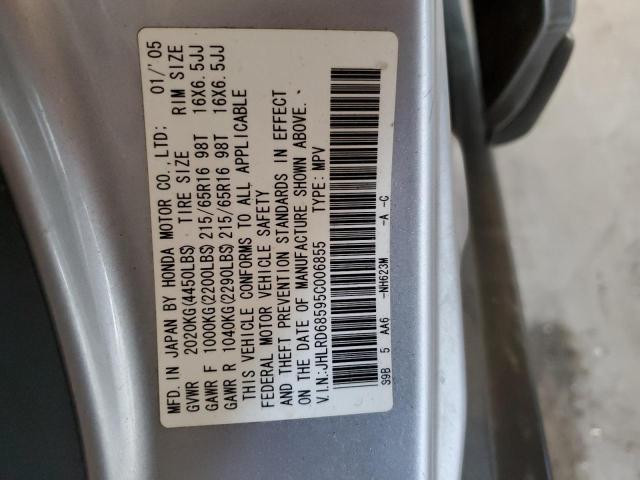 MFD. IN JAPAN BY HONDA MOTOR CO., LTD: 01/'05
GVWR 2020KG(4450LBS) TIRE SIZE RIM SIZE
GAWR F 1000KG(2200LBS) 215/65R16 98T 16X6.5JJ
GAWR R 1040KG(2290LBS) 215/65R16 98T 16X6.5JJ
THIS VEHICLE CONFORMS TO ALL APPLICABLE
FEDERAL MOTOR VEHICLE SAFETY
AND THEFT PREVENTION STANDARDS IN EFFECT
ON THE DATE OF MANUFACTURE SHOWN ABOVE.
V.I.N.:JHLRD68595C006855 TYPE: MPV
S9B 5 AA6 -NH623M -A -C